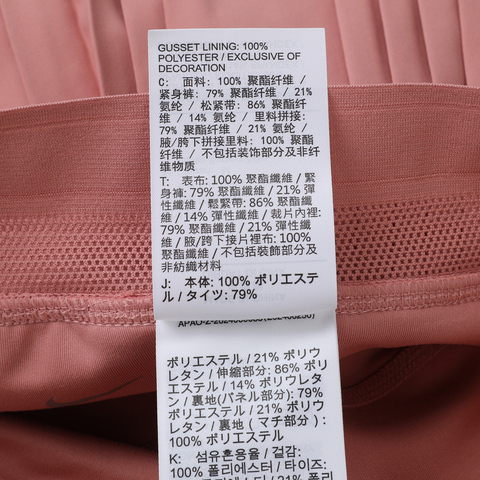 GUSSET LINING: 100%
POLYESTER / EXCLUSIVE OF
DECORATION
C: 面料: 100% 聚酯纤维 /
紧身裤: 79% 聚酯纤维 / 21%
氨纶 / 松紧带: 86% 聚酯纤维
/ 14% 氨纶 / 里料拼接:
79% 聚酯纤维 / 21% 氨纶 /
腋/胯下拼接里料: 100% 聚酯
纤维 / 不包括装饰部分及非纤
维物质
T: 表布: 100% 聚酯纖維 / 緊
身褲: 79% 聚酯纖維 / 21% 彈
性纖維 / 鬆緊帶: 86% 聚酯纖
維 / 14% 彈性纖維 / 裁片內裡:
79% 聚酯纖維 / 21% 彈性纖
維 / 腋/跨下接片裡布: 100%
聚酯纖維 / 不包括裝飾部分及
非紡織材料
J: 本体: 100% ポリエステ
ル / タイツ: 79%
ポリエステル / 21% ポリウ
レタン / 伸縮部分: 86% ポ
リエステル / 14% ポリウレタ
ン / 裏地(パネル部分): 79%
ポリエステル / 21% ポリウ
レタン / 裏地 ( マチ部分 ):
100% ポリエステル
K: 섬유혼용율 / 겉감:
100% 폴리에스터 / 타이즈: